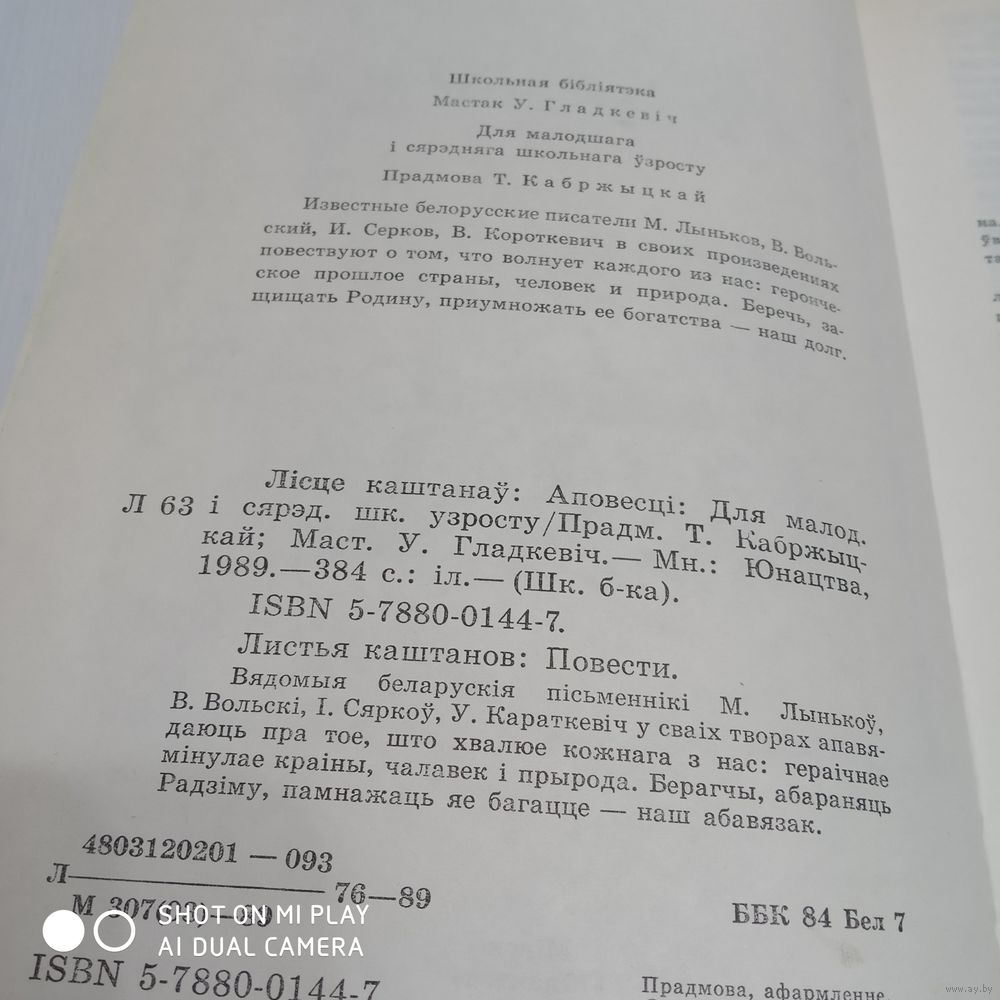 Школьная бібліятэка
Мастак У. Гладкевіч
Для малодшага
і сярэдняга школьнага ўзросту
Прадмова Т. Кабржыцкай
Известные белорусские писатели М. Лыньков, В. Воль-
ский, И. Серков, В. Короткевич в своих произведениях
повествуют о том, что волнует каждого из нас: героиче-
ское прошлое страны, человек и природа. Беречь, за-
щищать Родину, приумножать ее богатства — наш долг.
Лісце каштанаў: Аповесці: Для малод.
Л 63 і сярэд. шк. узросту/Прадм. Т. Кабржыц-
кай; Маст. У. Гладкевіч.— Мн.: Юнацтва,
1989.—384 с.: іл.— (Шк. б-ка).
ISBN 5-7880-0144-7.
Листья каштанов: Повести.
Вядомыя беларускія пісьменнікі М. Лынькоў,
В. Вольскі, І. Сяркоў, У. Караткевіч у сваіх творах апавя-
даюць пра тое, што хвалюе кожнага з нас: гераічнае
мінулае краіны, чалавек і прырода. Берагчы, абараняць
Радзіму, памнажаць яе багацце — наш абавязак.
4803120201 — 093
Л
76—89
М
ББК 84 Бел 7
SHOT ON MI PLAY
AI DUAL CAMERA
ISBN 5-7880-0144-7
Прадмова, афармленне.
www.ay.by